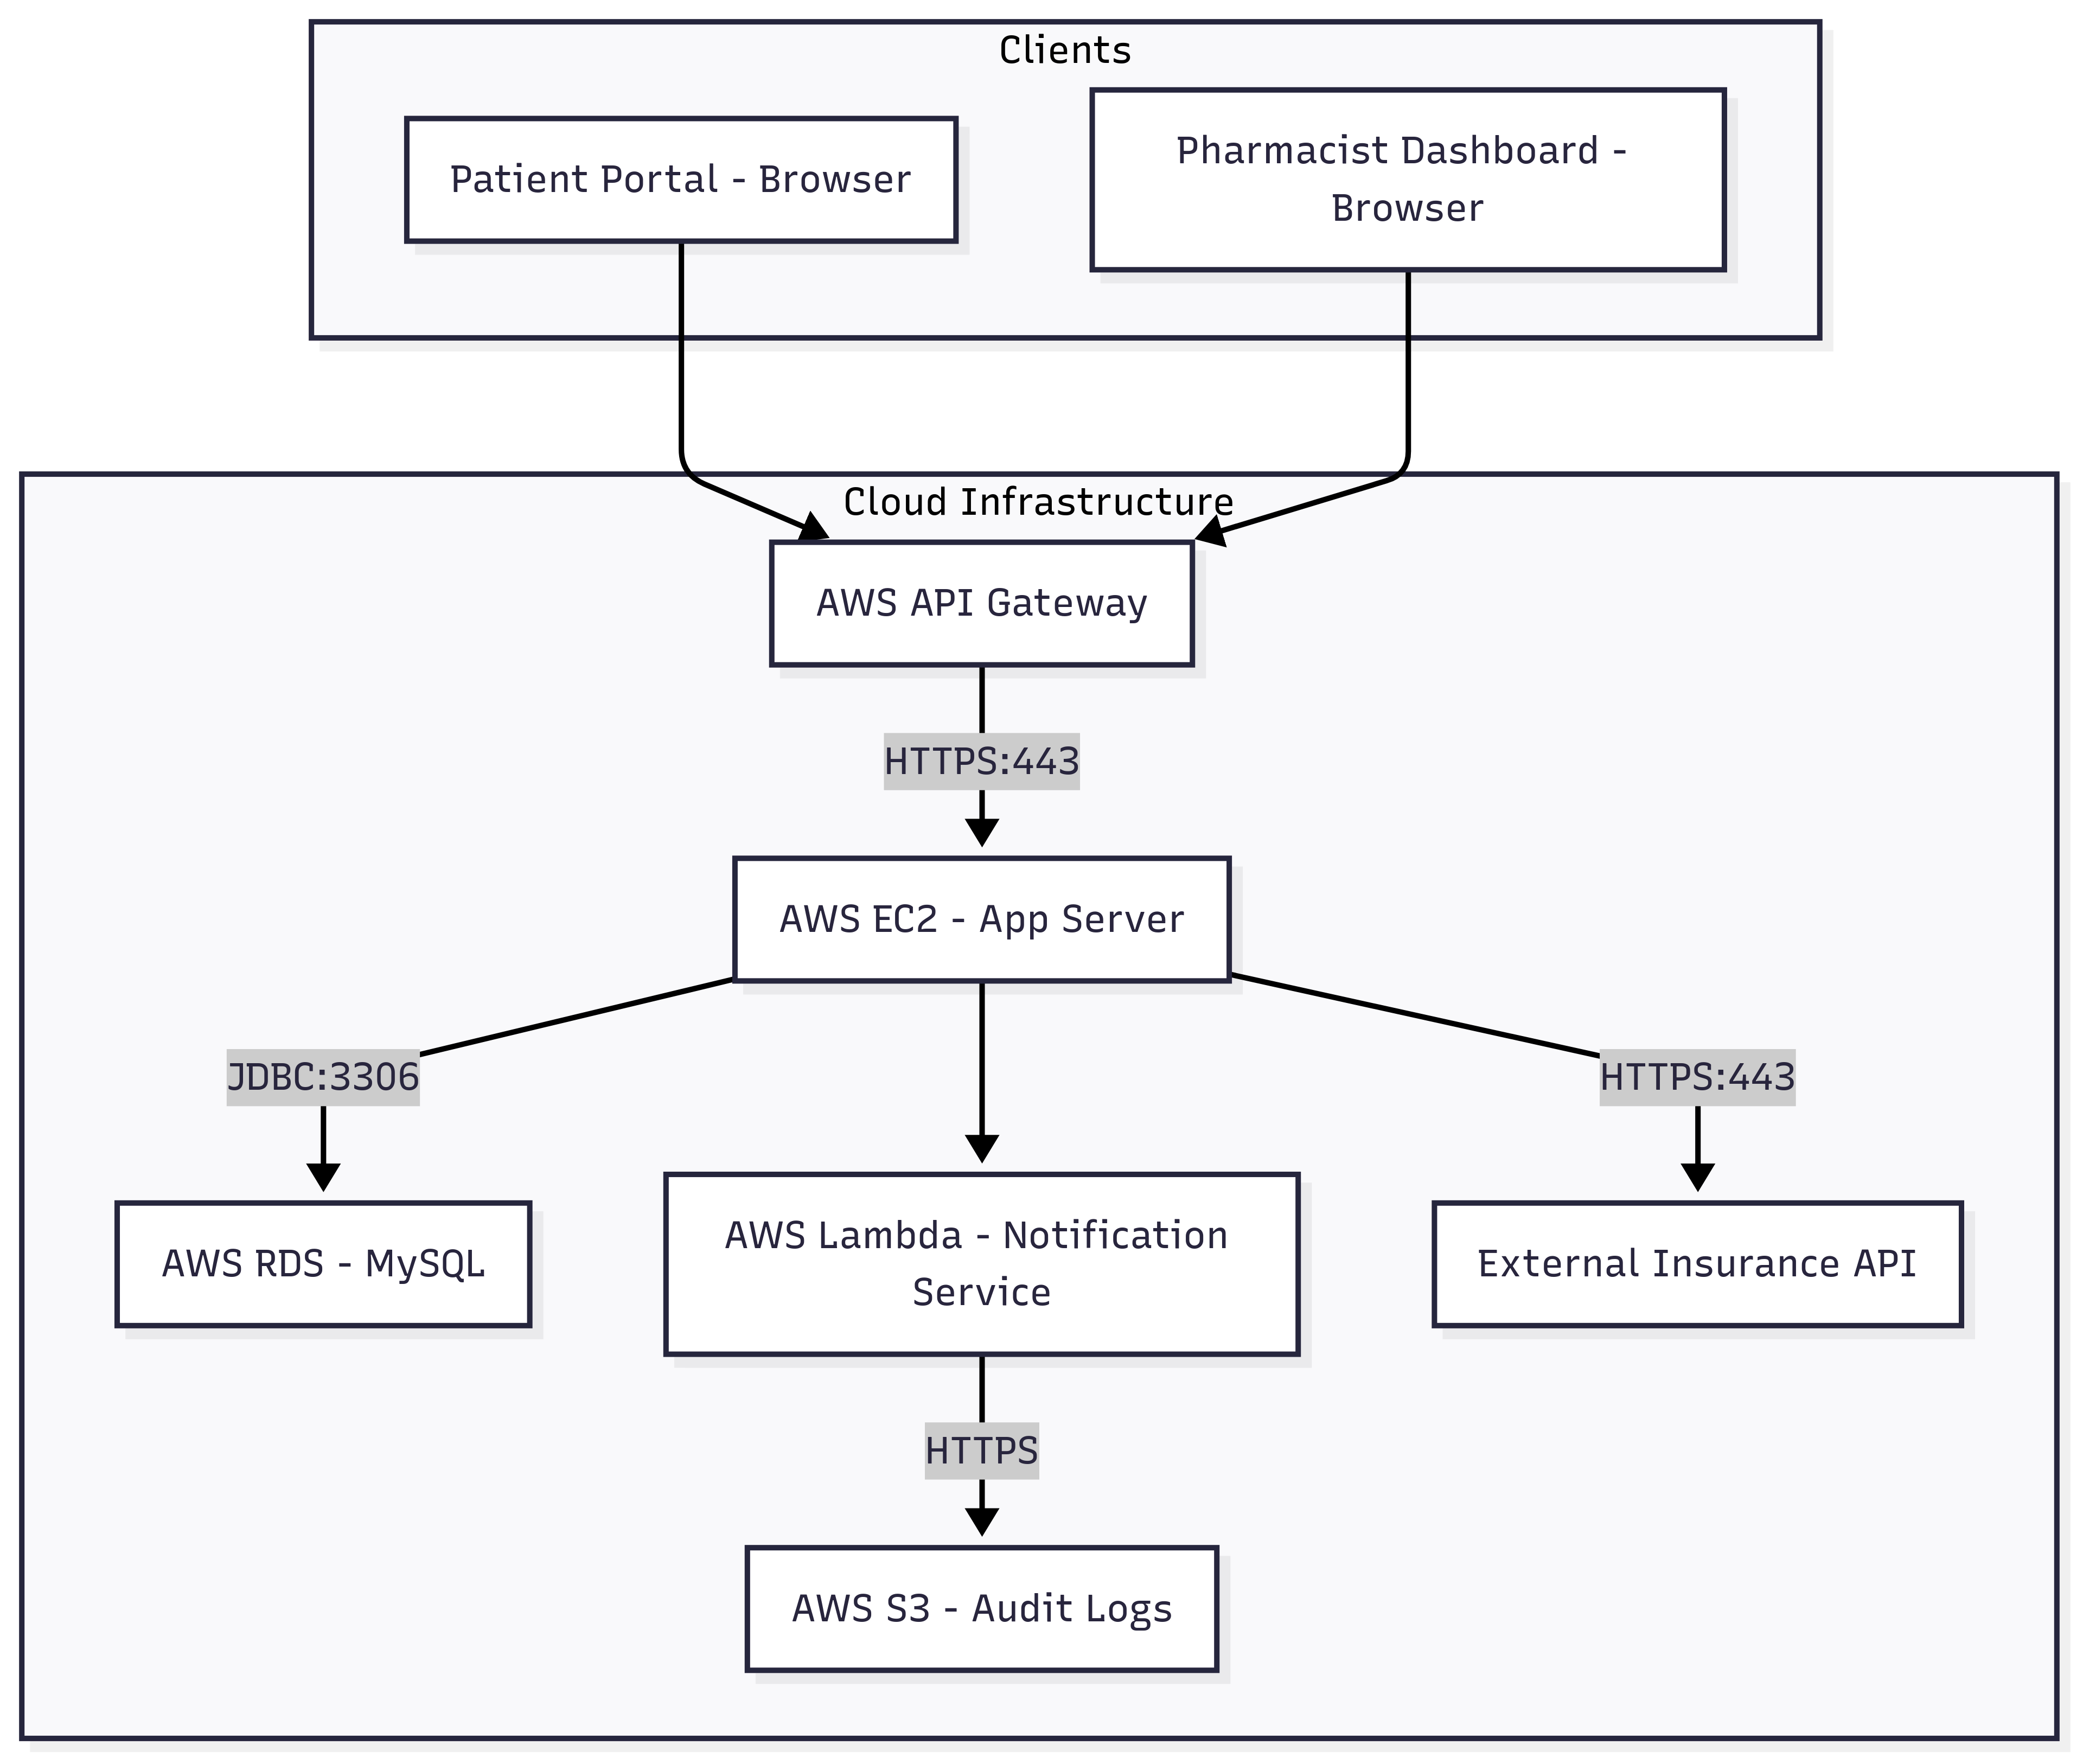 Clients
Patient Portal - Browser
Pharmacist Dashboard -
Browser
Cloud Infrastructure
AWS API Gateway
HTTPS:443
AWS EC2 - App Server
JDBC:3306
HTTPS:443
AWS RDS - MySQL
AWS Lambda - Notification
Service
External Insurance API
HTTPS
AWS S3 - Audit Logs